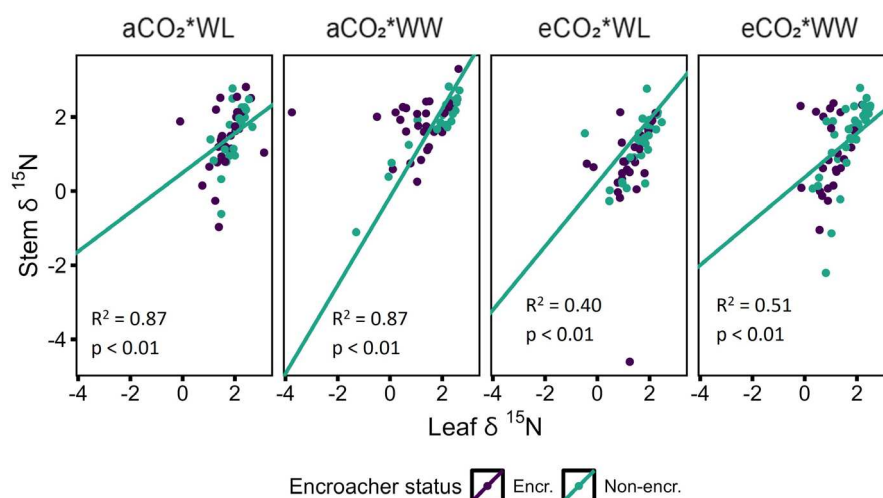 aCO₂*WL aCO₂*WW eCO₂*WL eCO₂*WW
Stem δ ¹⁵N
2
0
-2
-4
R² = 0.87 R² = 0.87 R² = 0.40 R² = 0.51
p < 0.01 p < 0.01 p < 0.01 p < 0.01
-4 -2 0 2 -4 -2 0 2 -4 -2 0 2 -4 -2 0 2
Leaf δ ¹⁵N
Encroacher status Encr. Non-encr.